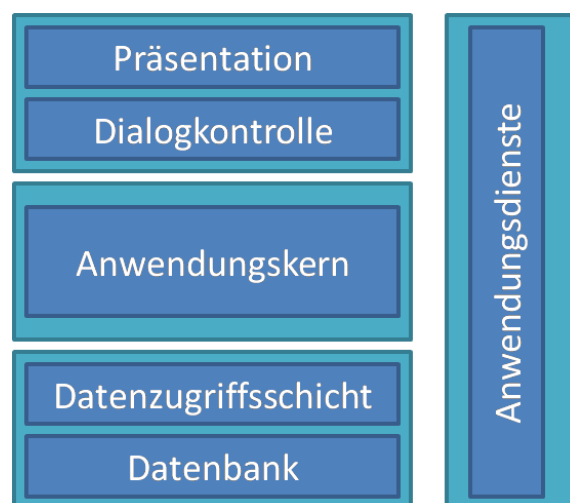 Präsentation
Dialogkontrolle
Anwendungskern
Datenzugriffsschicht
Datenbank
Anwendungsdienste